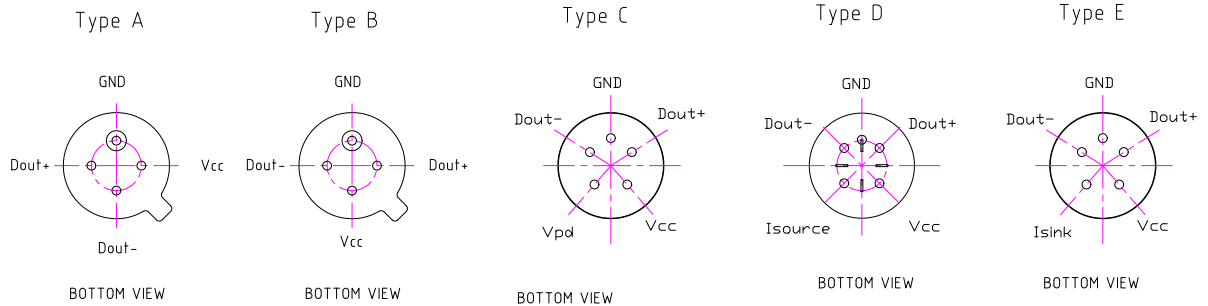 Type A
Type B
Type C
Type D
Type E
GND
GND
GND
GND
GND
Dout-
Dout+
Dout-
Dout+
Dout-
Dout+
Dout+
Vcc
Dout-
Dout+
Vpd
Vcc
Isource
Vcc
Isink
Vcc
Dout-
Vcc
BOTTOM VIEW
BOTTOM VIEW
BOTTOM VIEW
BOTTOM VIEW
BOTTOM VIEW